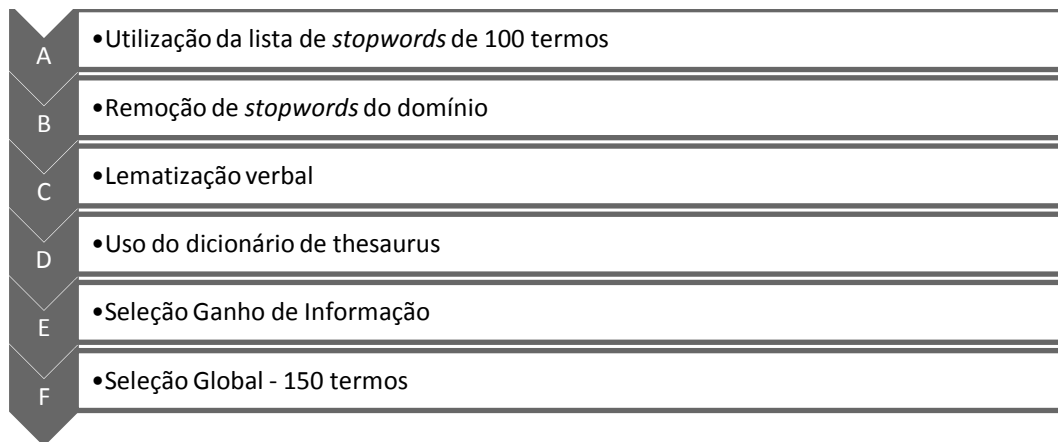 A •Utilização da lista de stopwords de 100 termos
B •Remoção de stopwords do domínio
C •Lematização verbal
D •Uso do dicionário de thesaurus
E •Seleção Ganho de Informação
F •Seleção Global - 150 termos